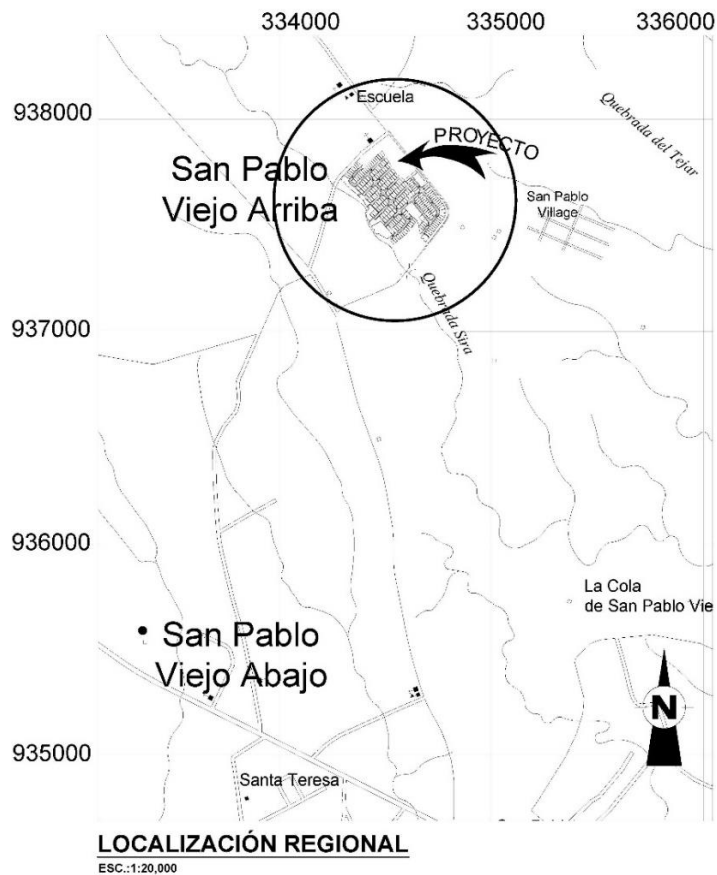 334000 335000 336000
938000
Escuela
PROYECTO
Quebrada del Tejar
San Pablo
Viejo Arriba
San Pablo
Village
Quebrada Sira
937000
936000
La Cola
de San Pablo Vie
San Pablo
Viejo Abajo
N
935000
Santa Teresa
LOCALIZACIÓN REGIONAL
ESC.:1:20,000